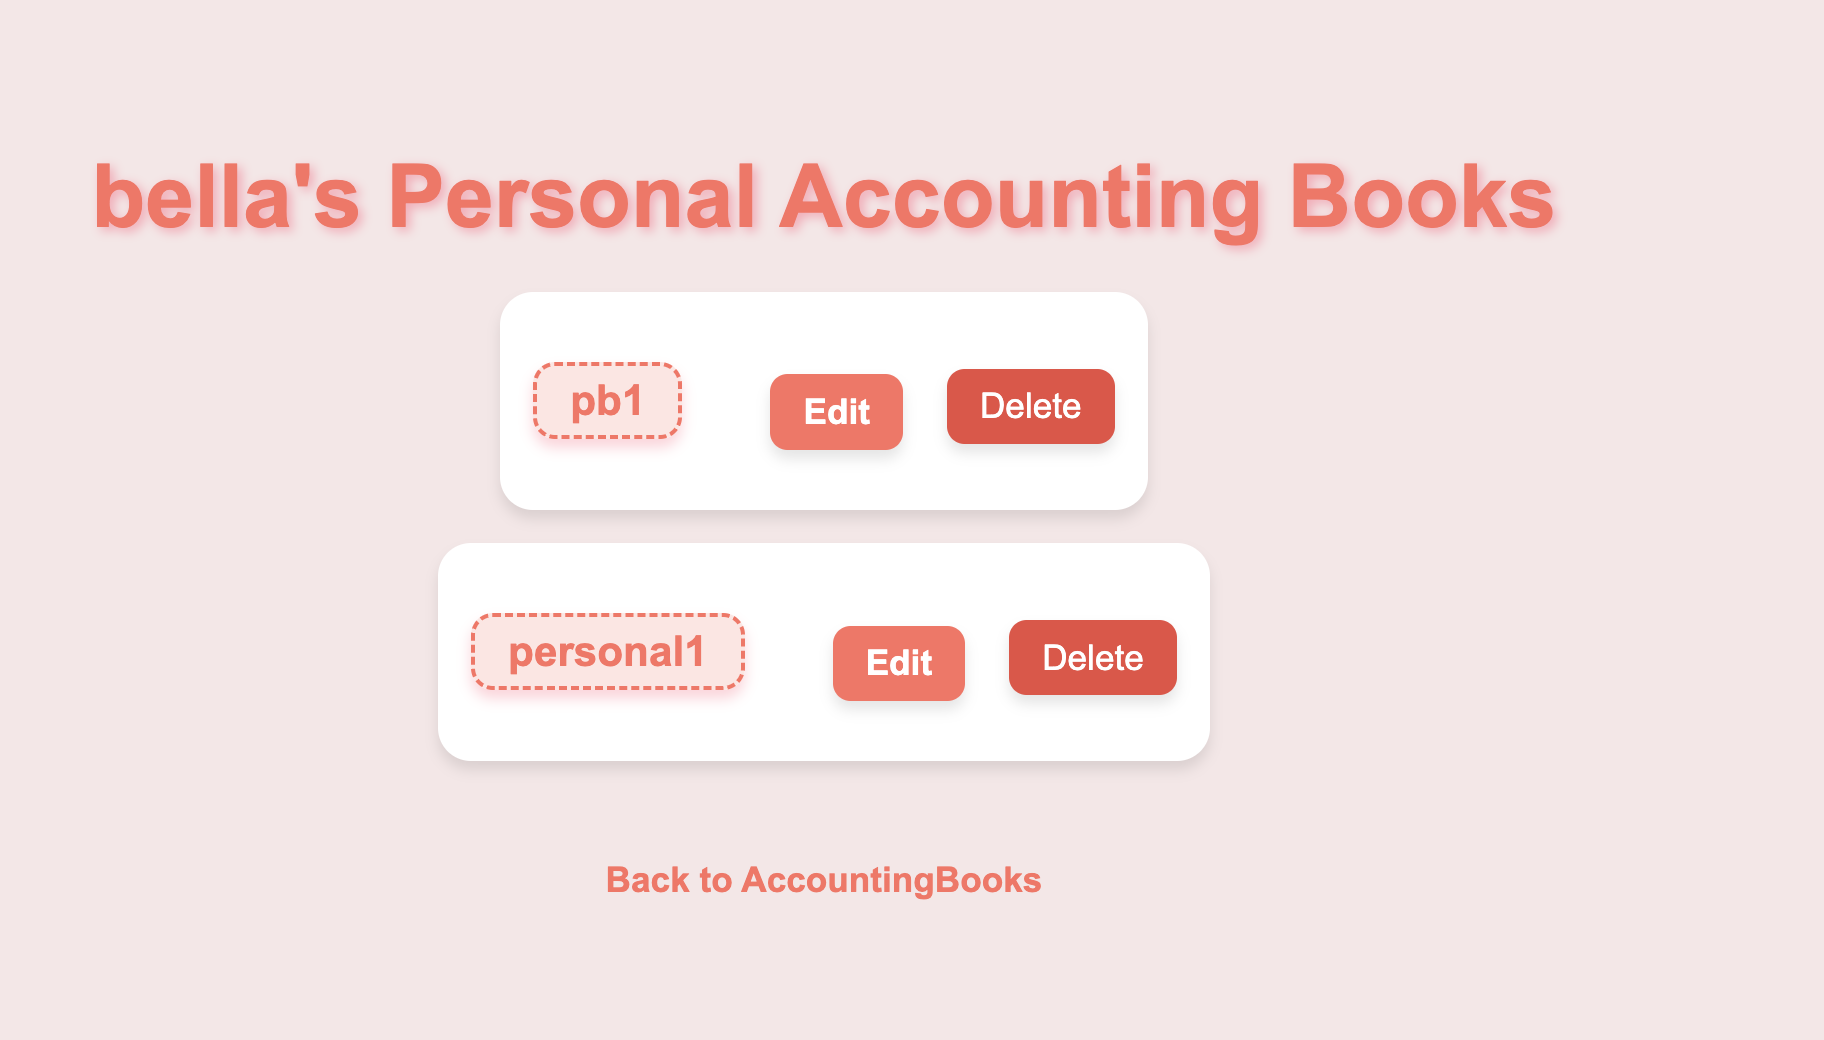 bella's Personal Accounting Books
pb1 Edit Delete
personal1 Edit Delete
Back to AccountingBooks